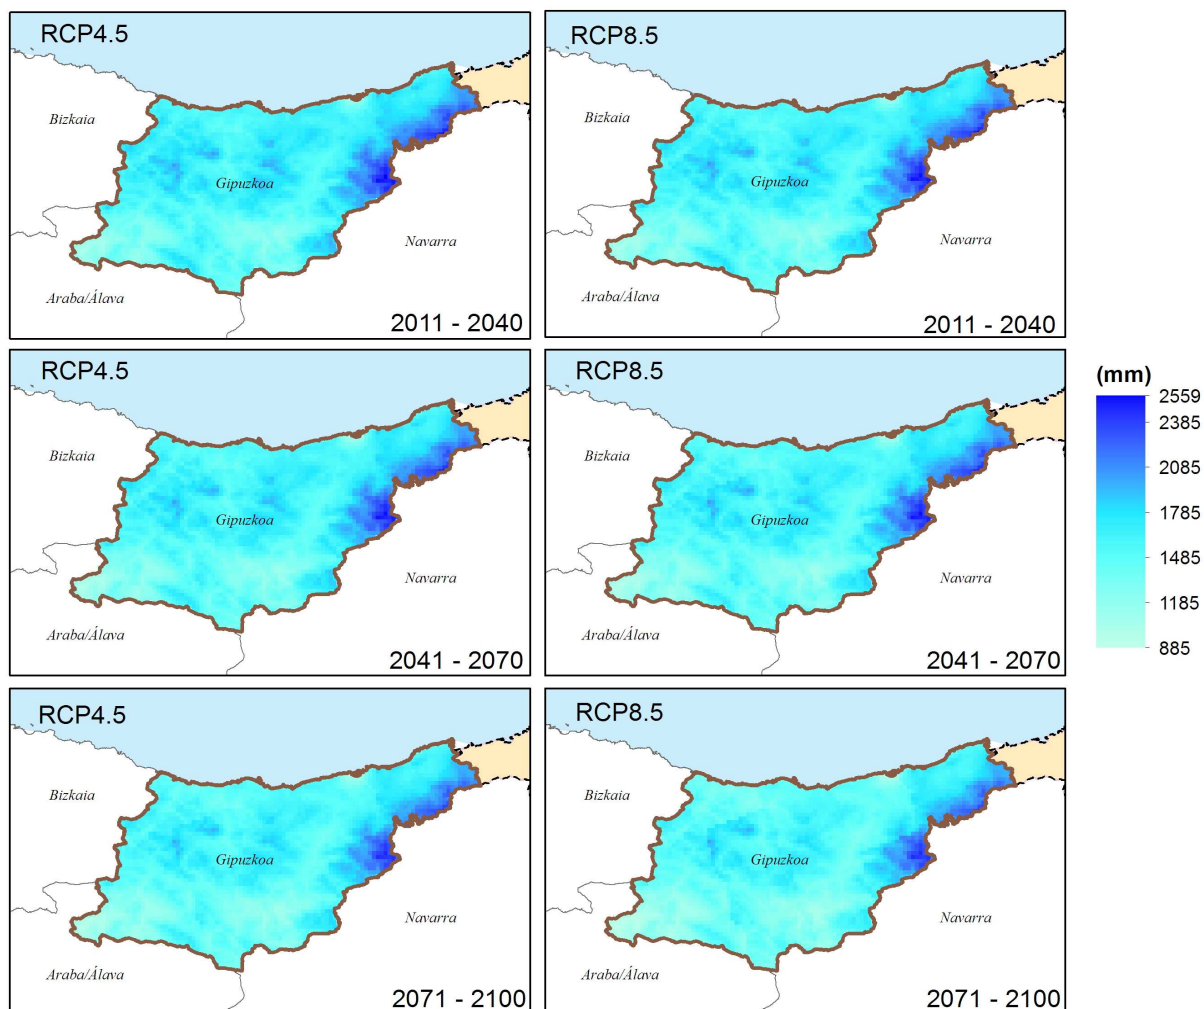 RCP4.5
Bizkaia
Gipuzkoa
Navarra
Araba/Álava
2011 - 2040
RCP8.5
Bizkaia
Gipuzkoa
Navarra
Araba/Álava
2011 - 2040
RCP4.5
Bizkaia
Gipuzkoa
Navarra
Araba/Álava
2041 - 2070
RCP8.5
Bizkaia
Gipuzkoa
Navarra
Araba/Álava
2041 - 2070
(mm)
2559
2385
2085
1785
1485
1185
885
RCP4.5
Bizkaia
Gipuzkoa
Navarra
Araba/Álava
2071 - 2100
RCP8.5
Bizkaia
Gipuzkoa
Navarra
Araba/Álava
2071 - 2100